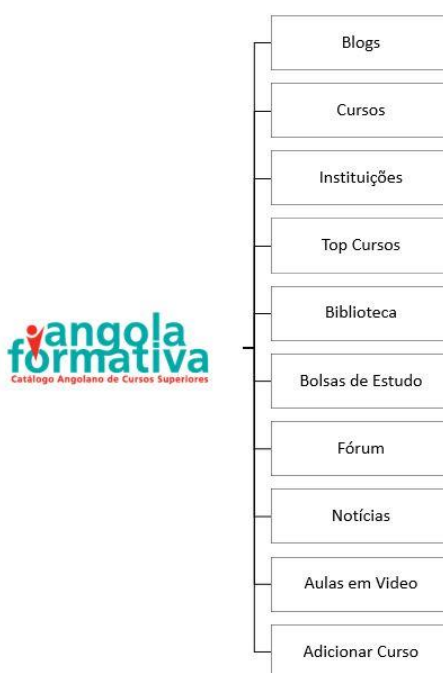 angola
formativa
Catálogo Angolano de Cursos Superiores
Blogs
Cursos
Instituições
Top Cursos
Biblioteca
Bolsas de Estudo
Fórum
Notícias
Aulas em Video
Adicionar Curso